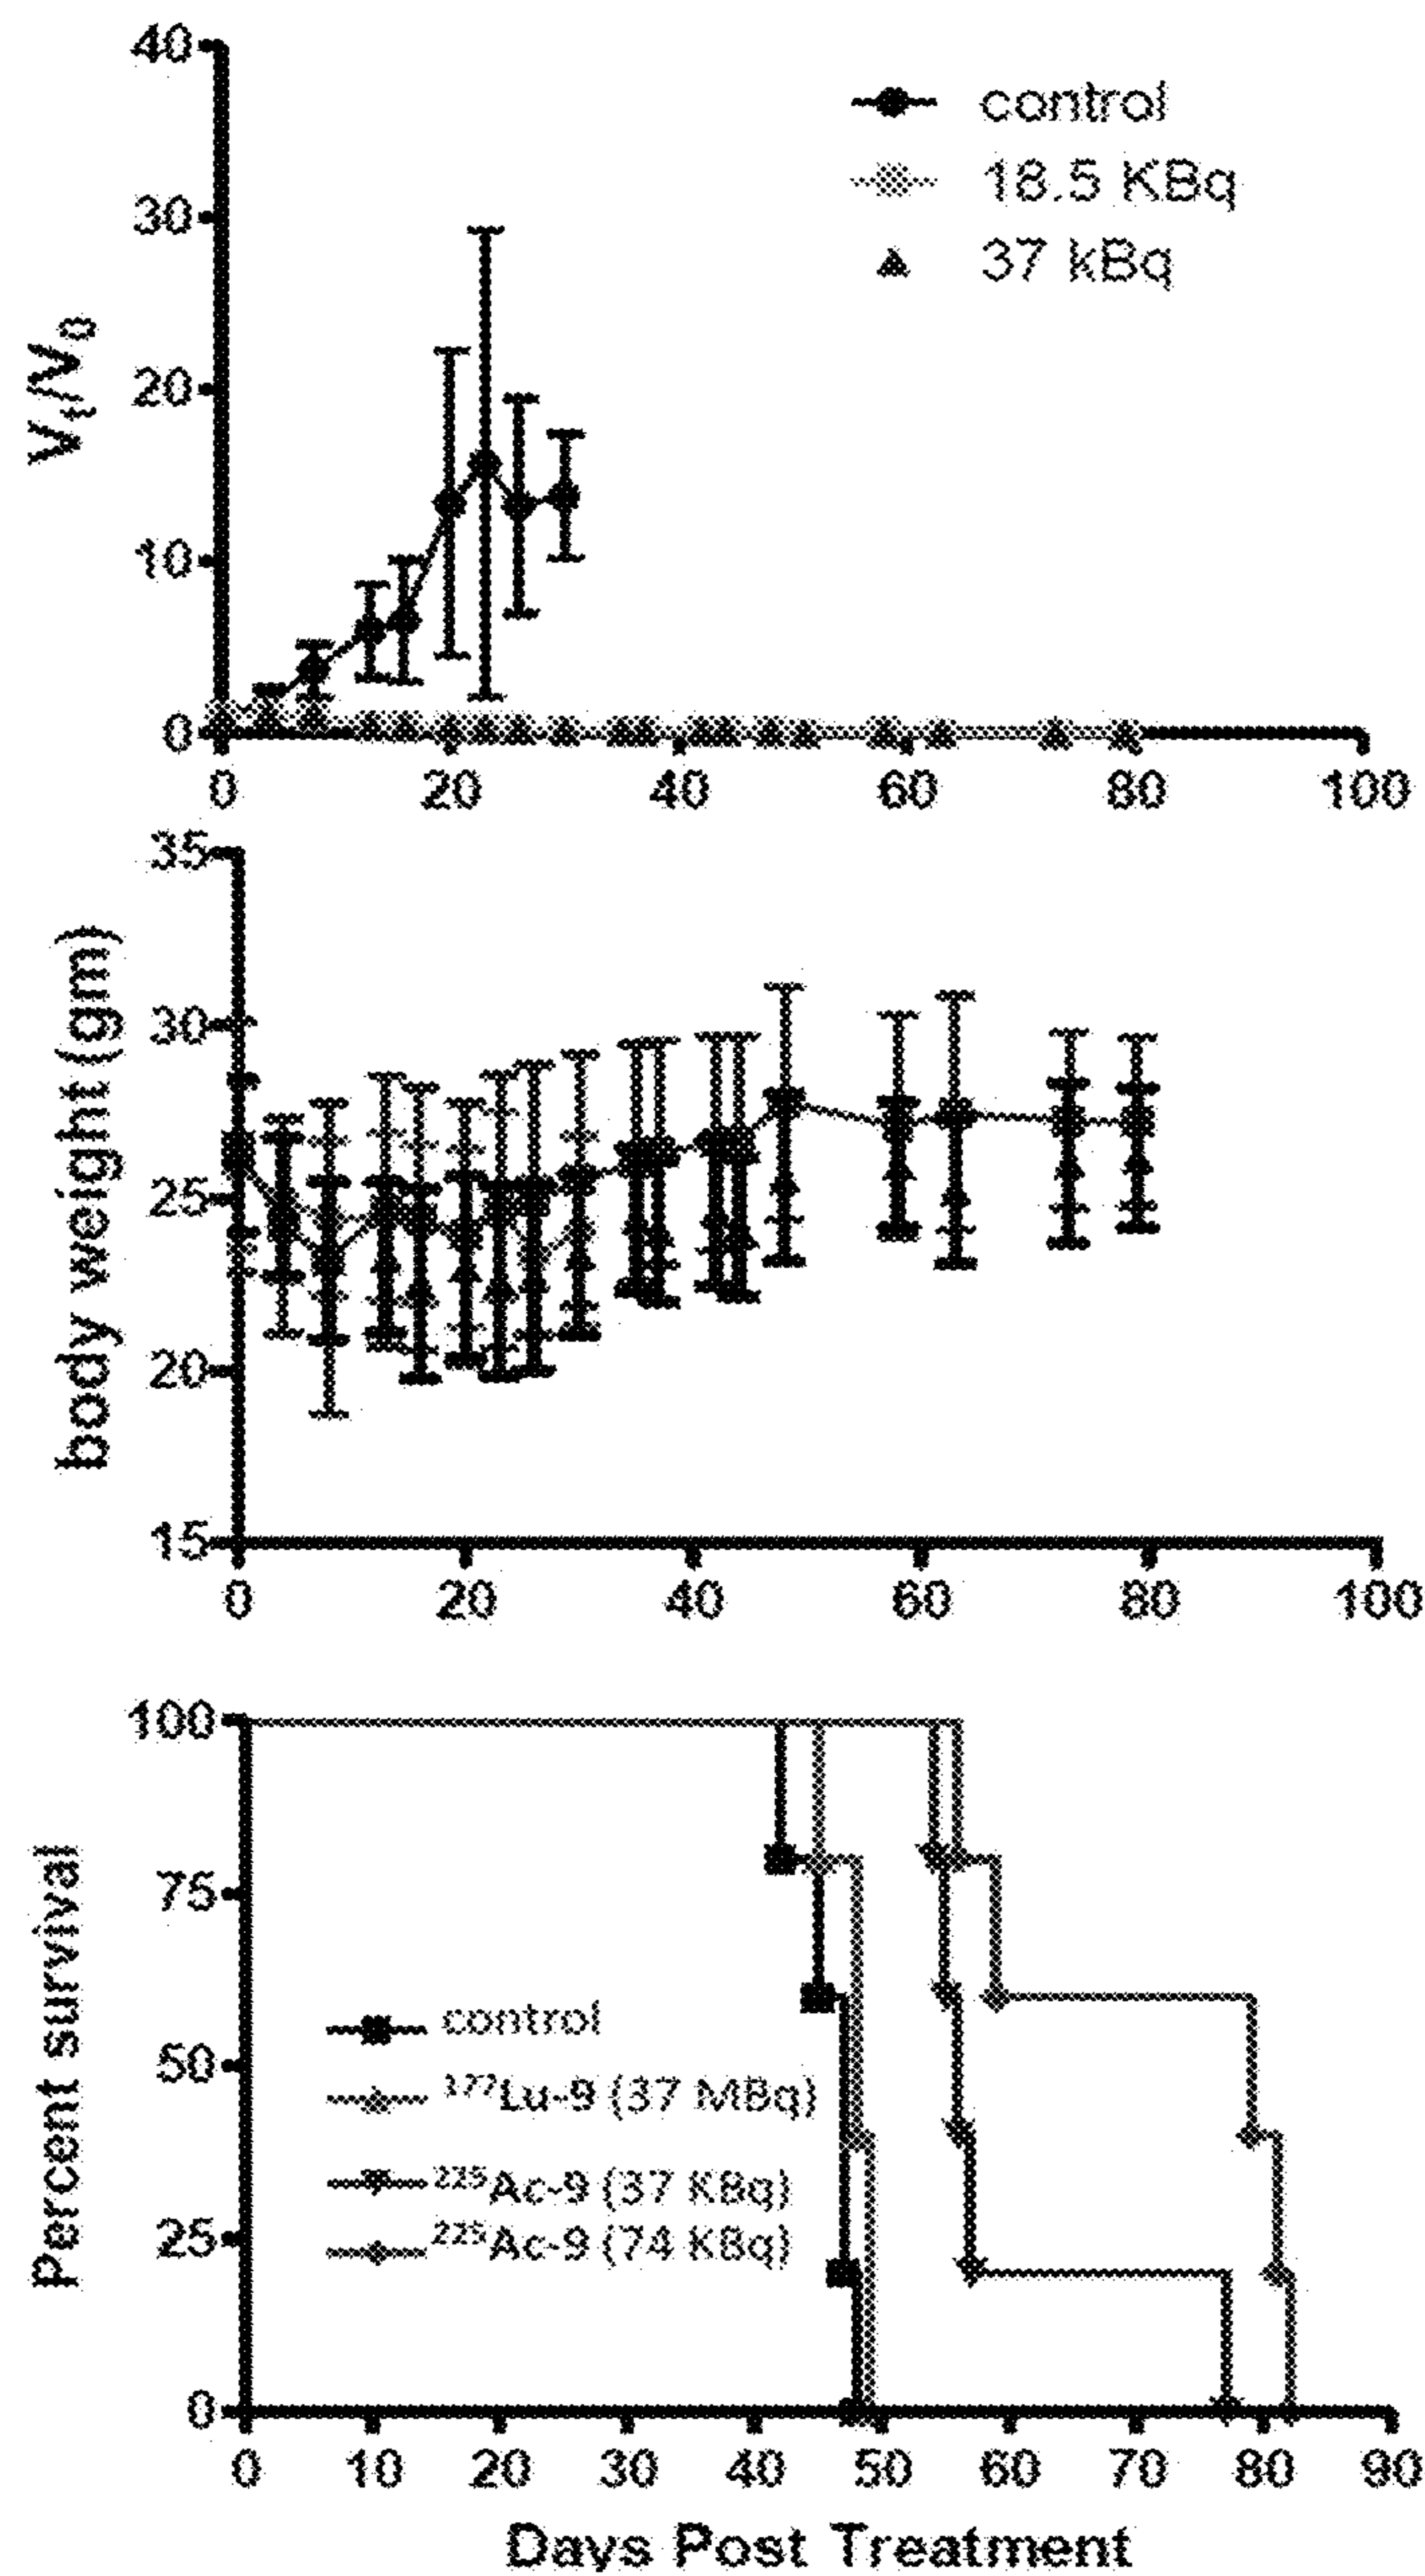 40
30
20
10
0
Vt/V0
control
18.5 KBq
37 kBq
0 20 40 60 80 100
35
30
25
20
15
body weight (gm)
0 20 40 60 80 100
100
75
50
25
0
Percent survival
control
177Lu-9 (37 MBq)
225Ac-9 (37 KBq)
225Ac-9 (74 KBq)
0 10 20 30 40 50 60 70 80 90
Days Post Treatment